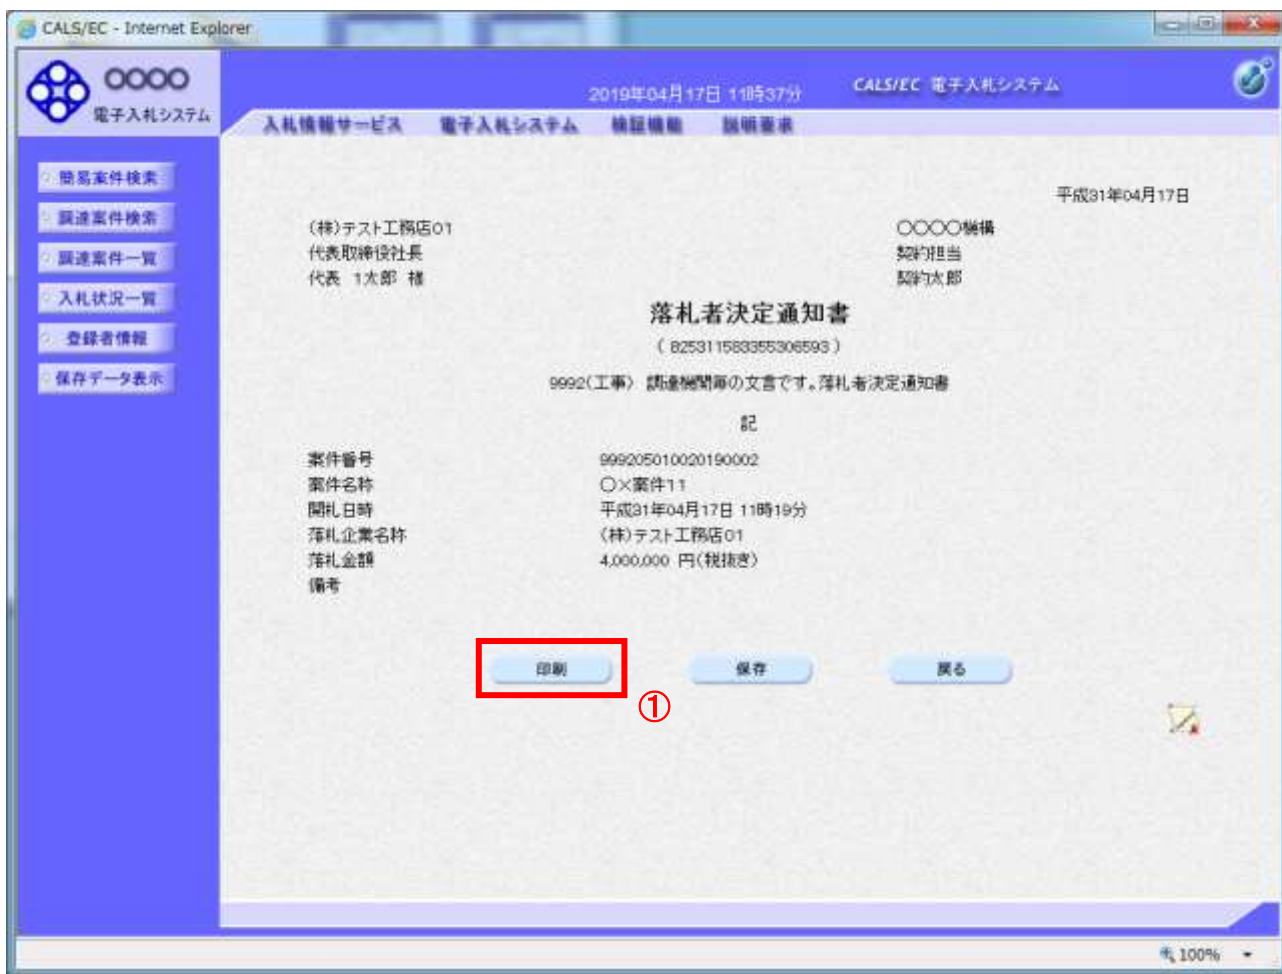 CALS/EC - Internet Explorer
〇〇〇〇
電子入札システム
2019年04月17日 11時37分
CALS/EC 電子入札システム
入札情報サービス 電子入札システム 検証機能 説明要求
簡易案件検索
調達案件検索
調達案件一覧
入札状況一覧
登録者情報
保存データ表示
平成31年04月17日
(株)テスト工務店01
代表取締役社長
代表 1太郎 様
〇〇〇〇機構
契約担当
契約太郎
落札者決定通知書
( 825311583355306593 )
9992(工事) 調達機関毎の文言です。落札者決定通知書
記
案件番号 999205010020190002
案件名称 〇×案件11
開札日時 平成31年04月17日 11時19分
落札企業名称 (株)テスト工務店01
落札金額 4,000,000 円(税抜き)
備考
印刷 保存 戻る
①
100%